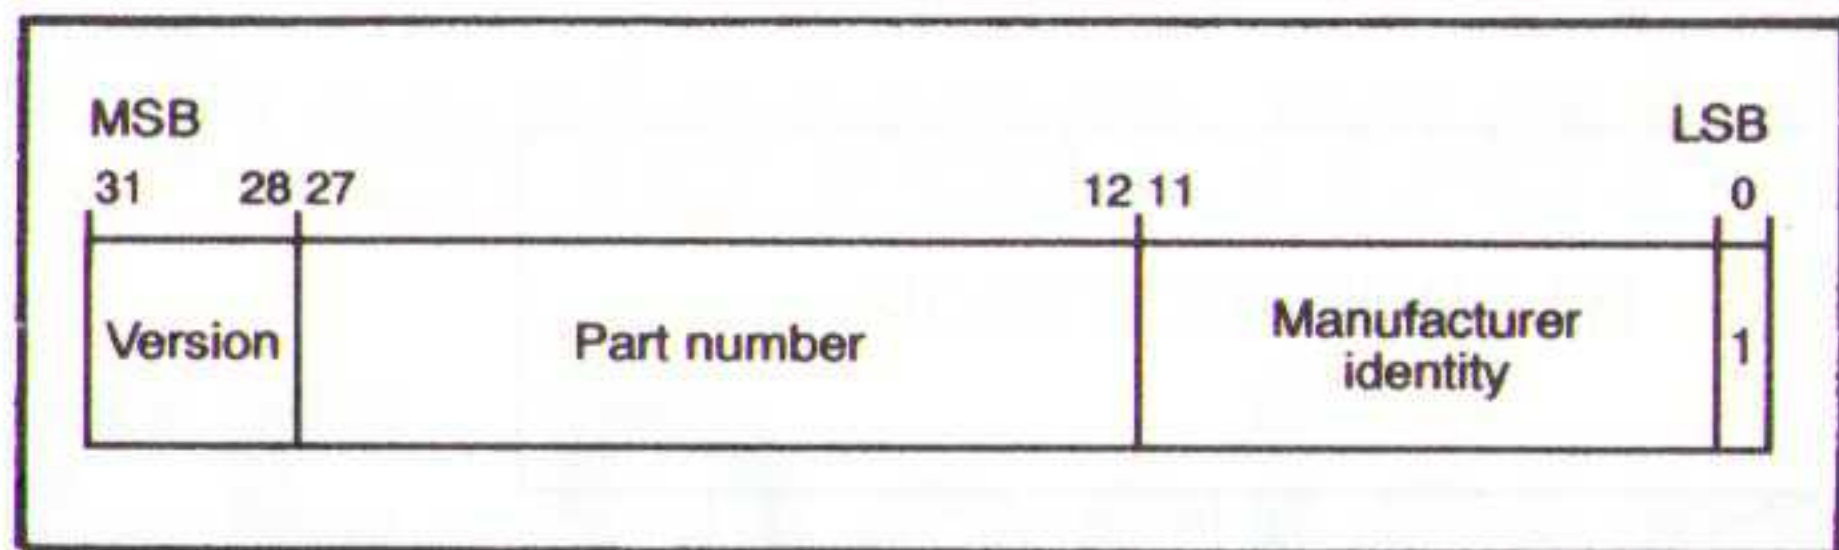 MSB LSB
31 28 27 12 11 0
Version Part number Manufacturer identity 1